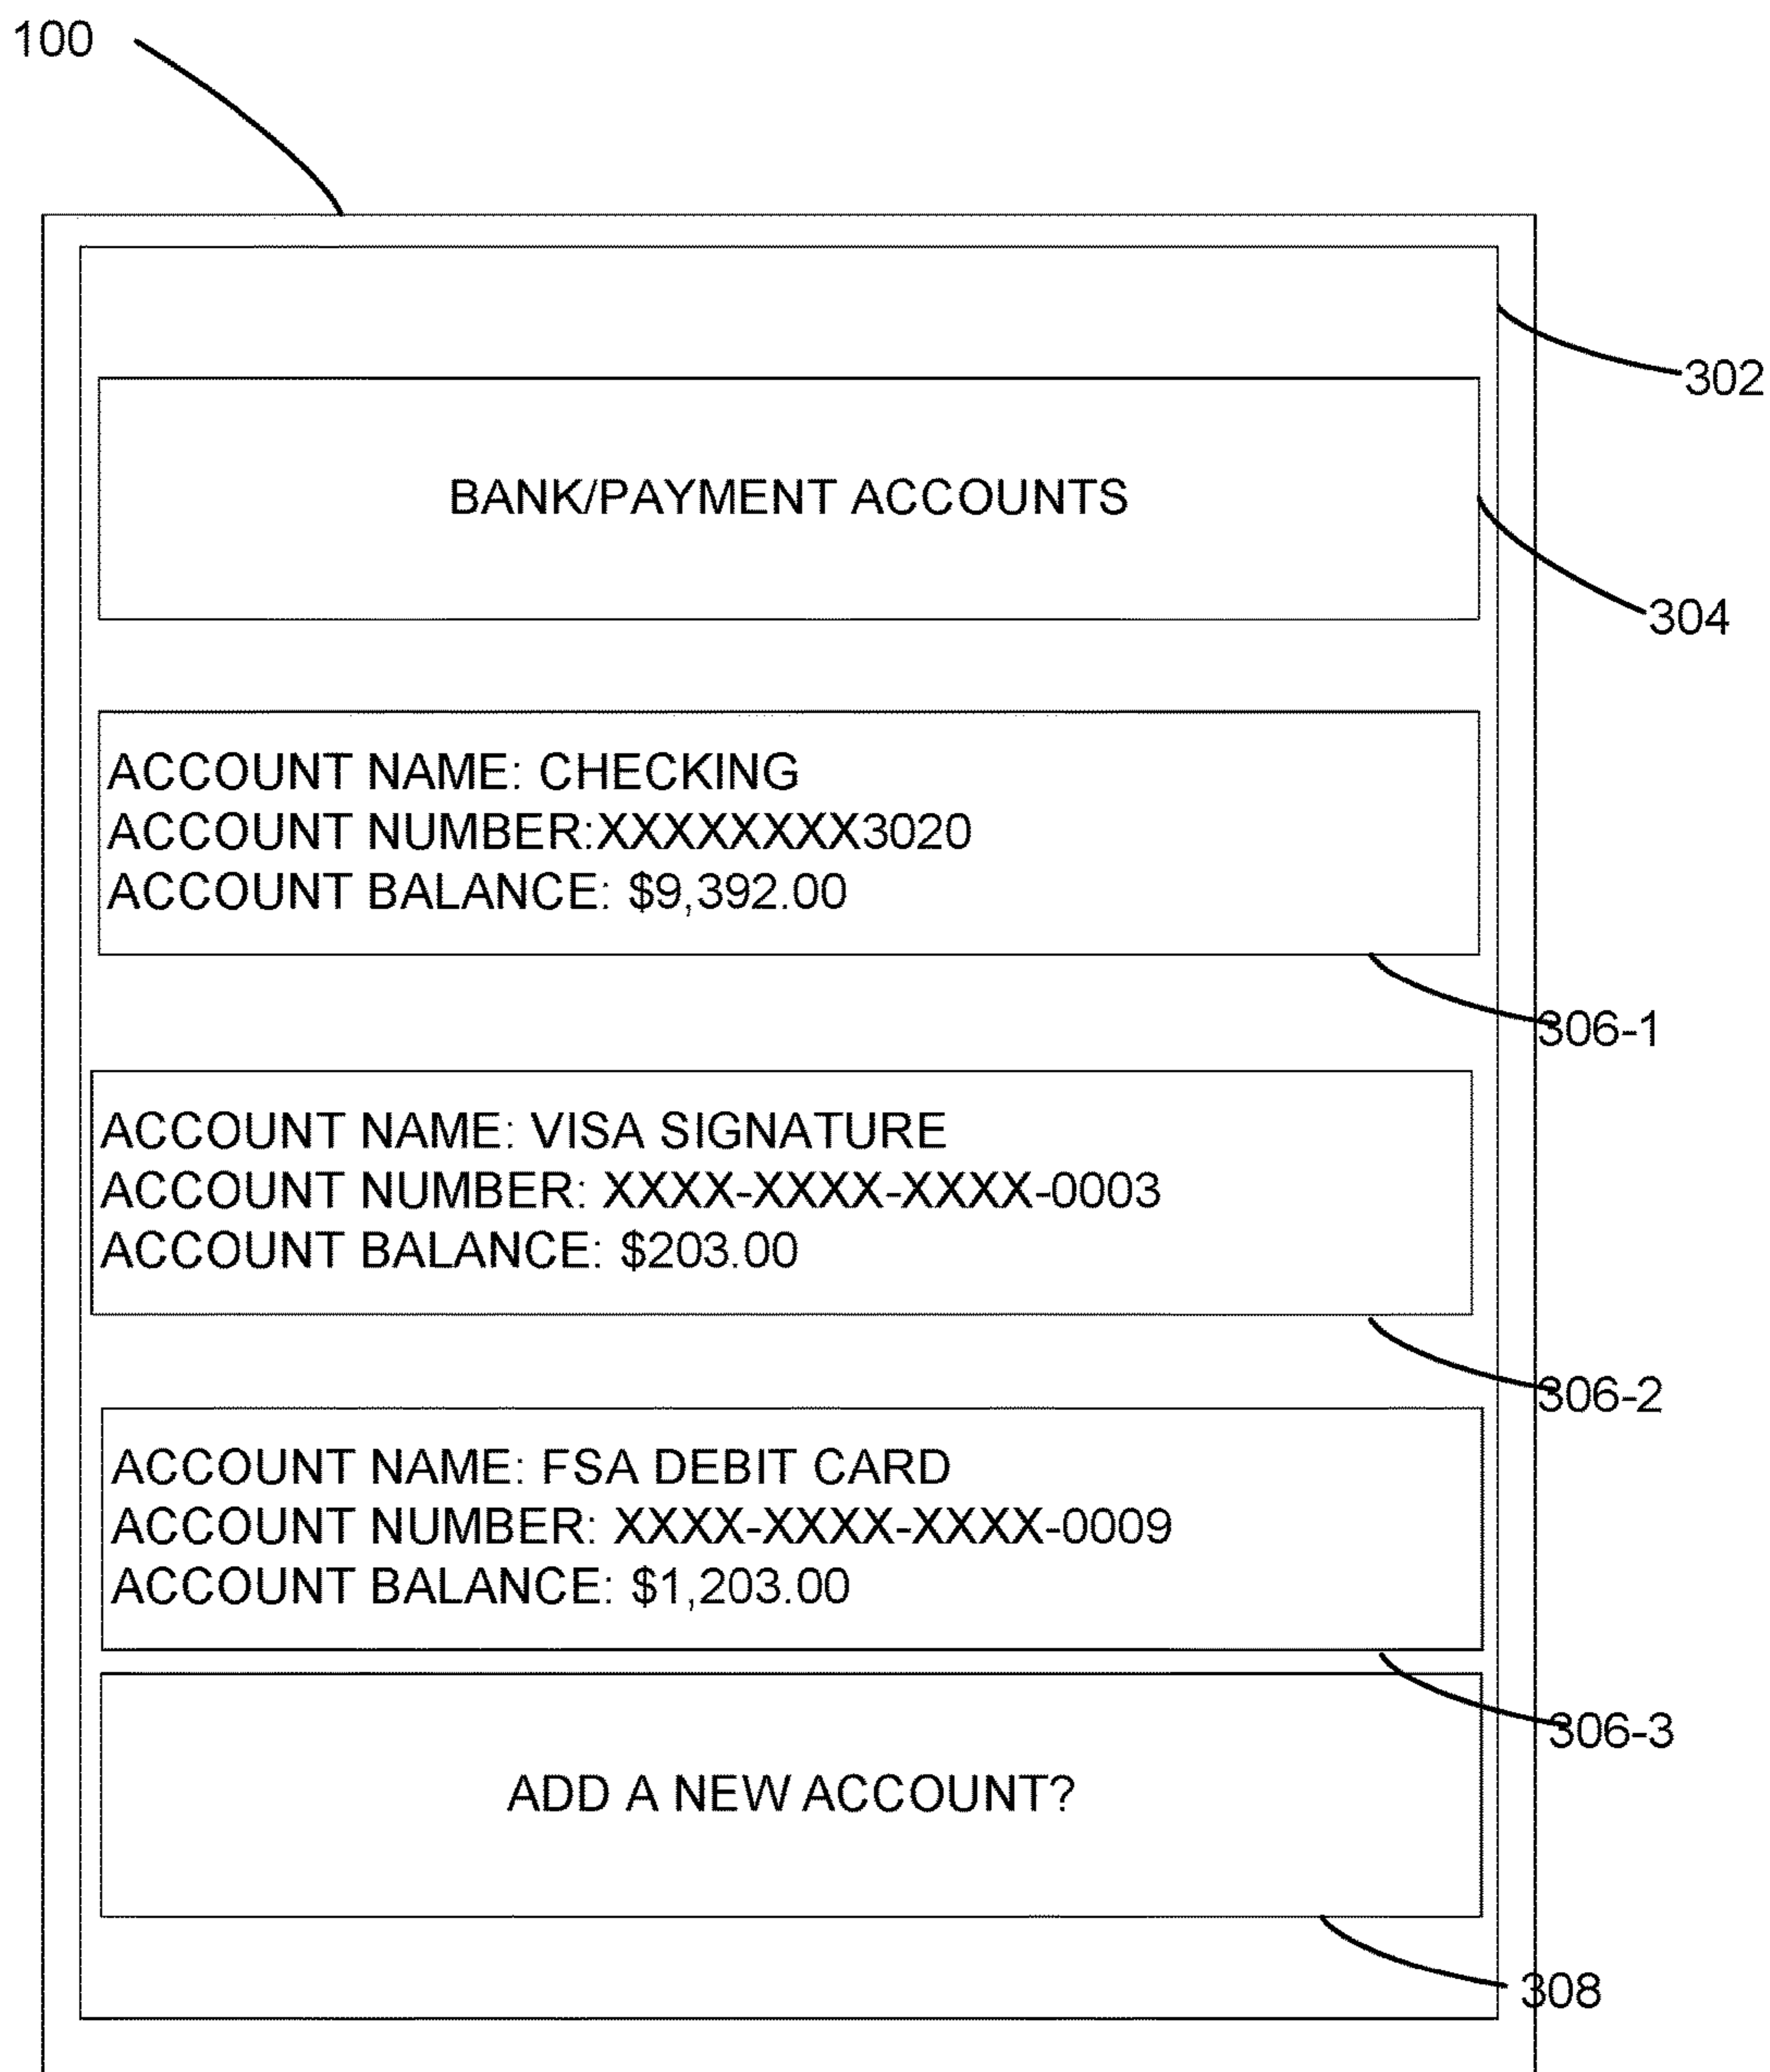 100
302
BANK/PAYMENT ACCOUNTS
304
ACCOUNT NAME: CHECKING
ACCOUNT NUMBER:XXXXXXXX3020
ACCOUNT BALANCE: $9,392.00
306-1
ACCOUNT NAME: VISA SIGNATURE
ACCOUNT NUMBER: XXXX-XXXX-XXXX-0003
ACCOUNT BALANCE: $203.00
306-2
ACCOUNT NAME: FSA DEBIT CARD
ACCOUNT NUMBER: XXXX-XXXX-XXXX-0009
ACCOUNT BALANCE: $1,203.00
306-3
ADD A NEW ACCOUNT?
308